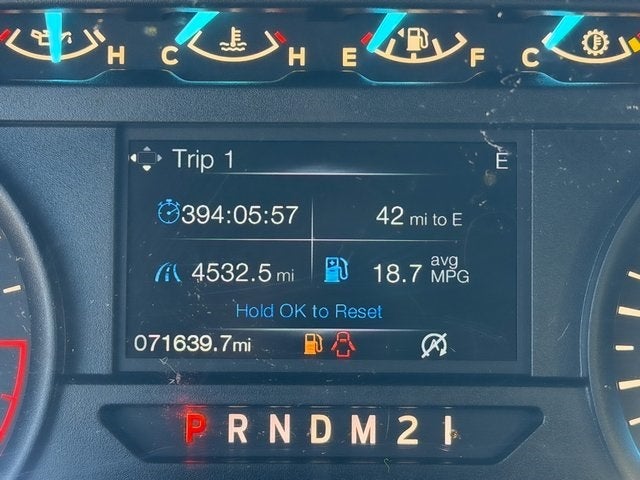 H C H E F C
Trip 1 E
394:05:57 42 mi to E
4532.5 mi 18.7 avg MPG
Hold OK to Reset
071639.7mi
P R N D M 2 1